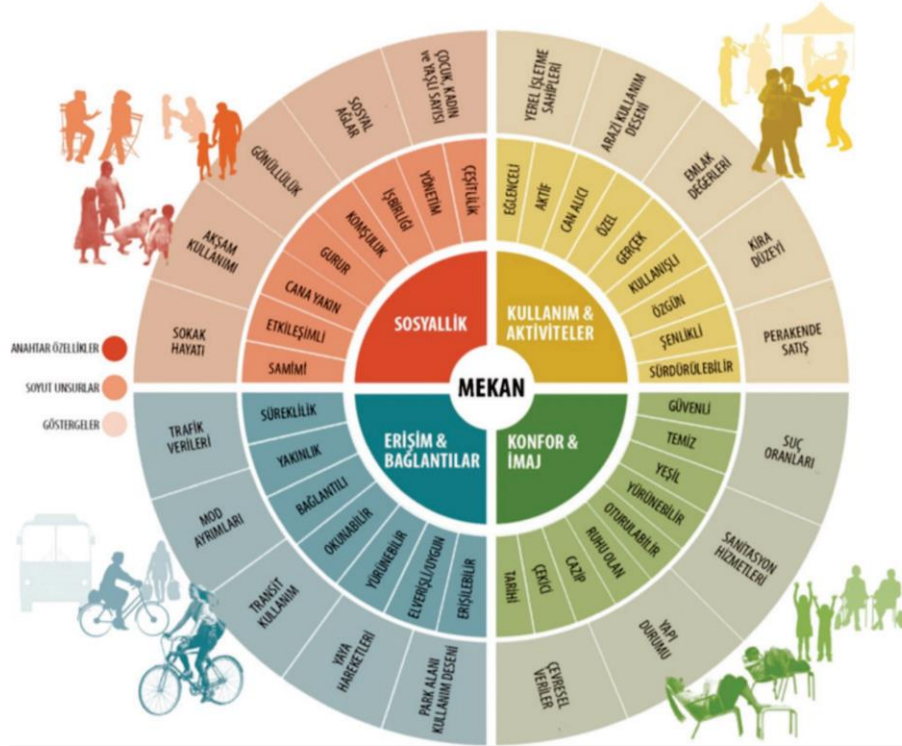 ÇOCUK, KADIN
ve YAŞLI SAYISI
SOSYAL
AĞLAR
GÖNÜLLÜLÜK
AKŞAM
KULLANIMI
SOKAK
HAYATI
ÇEŞİTLİLİK
YÖNETİM
İŞBİRLİĞİ
KOMŞULUK
GURUR
CANA YAKIN
ETKİLEŞİMLİ
SAMİMİ
SOSYALLİK
YEREL İŞLETME
SAHİPLERİ
ARAZİ KULLANIM
DESENİ
EMLAK
DEĞERLERİ
KİRA
DÜZEYİ
PERAKENDE
SATIŞ
EĞLENCELİ
AKTİF
CAN ALICI
ÖZEL
GERÇEK
KULLANIŞLI
ÖZGÜN
ŞENLİKLİ
SÜRDÜRÜLEBİLİR
KULLANIM &
AKTİVİTELER
MEKAN
ANAHTAR ÖZELLİKLER
SOYUT UNSURLAR
GÖSTERGELER
ERİŞİM &
BAĞLANTILAR
SÜREKLİLİK
YAKINLIK
BAĞLANTILI
OKUNABİLİR
YÜRÜNEBİLİR
ELVERİŞLİ/UYGUN
ERİŞİLEBİLİR
TRAFİK
VERİLERİ
MOD
AYRIMLARI
TRANSİT
KULLANIM
YAYA
HAREKETLERİ
PARK ALANI
KULLANIM DESENİ
KONFOR &
İMAJ
GÜVENLİ
TEMİZ
YEŞİL
YÜRÜNEBİLİR
OTURULABİLİR
RUHU OLAN
CAZİP
ÇEKİCİ
TARİHİ
SUÇ
ORANLARI
SANİTASYON
HİZMETLERİ
YAPI
DURUMU
ÇEVRESEL
VERİLER